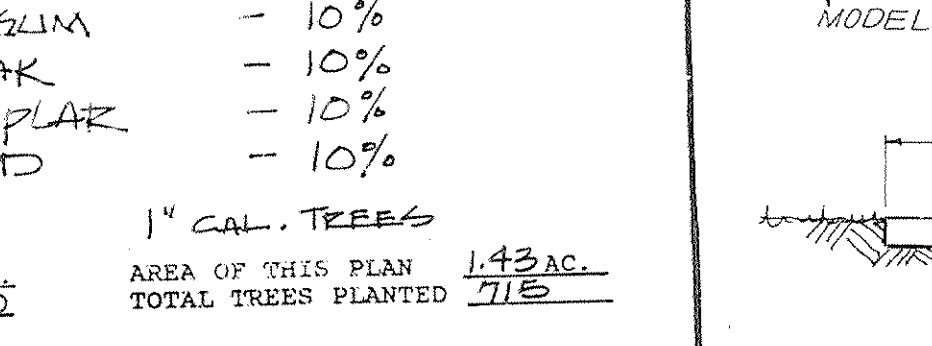 - 10%
- 10%
PLAR - 10%
- 10%
1" CAL. TREES
AREA OF THIS PLAN 1.43 AC.
TOTAL TREES PLANTED 715
MODEL